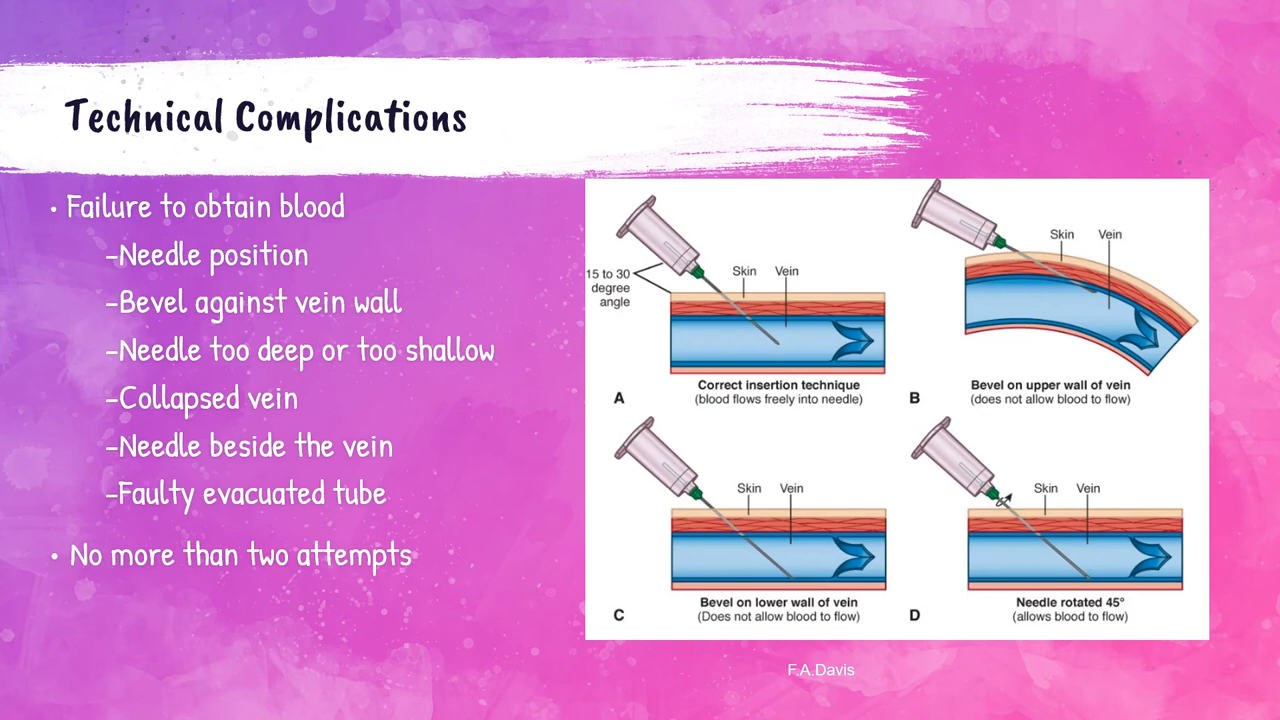 Technical Complications
• Failure to obtain blood
-Needle position
-Bevel against vein wall
-Needle too deep or too shallow
-Collapsed vein
-Needle beside the vein
-Faulty evacuated tube
• No more than two attempts
15 to 30
degree
angle
Skin
Vein
A
Correct insertion technique
(blood flows freely into needle)
Skin
Vein
B
Bevel on upper wall of vein
(does not allow blood to flow)
Skin
Vein
C
Bevel on lower wall of vein
(Does not allow blood to flow)
Skin
Vein
D
Needle rotated 45°
(allows blood to flow)
F.A.Davis